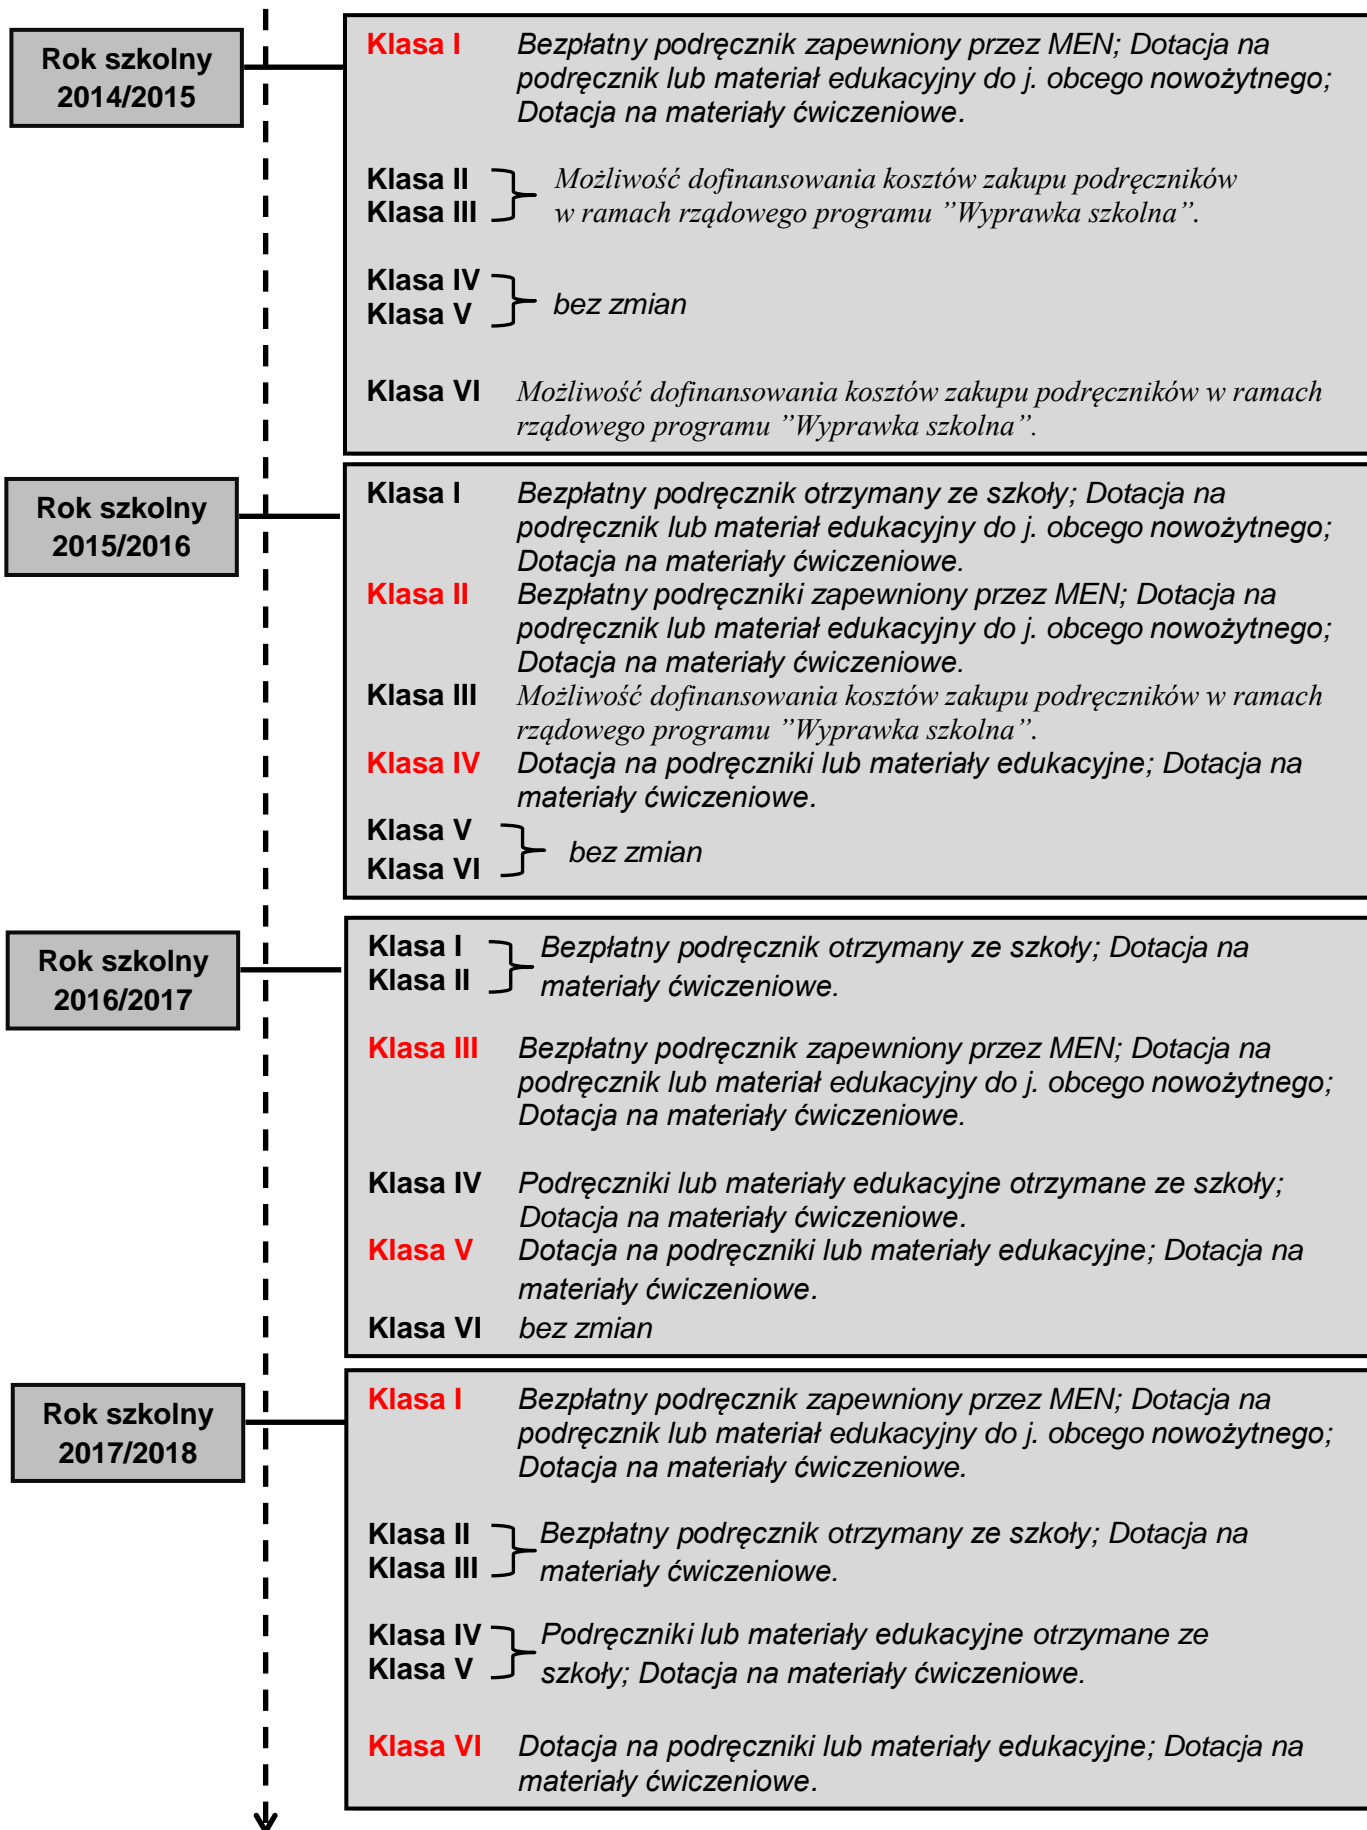 Rok szkolny
2014/2015
Klasa I Bezpłatny podręcznik zapewniony przez MEN; Dotacja na
podręcznik lub materiał edukacyjny do j. obcego nowożytnego;
Dotacja na materiały ćwiczeniowe.
Klasa II
Klasa III
Możliwość dofinansowania kosztów zakupu podręczników
w ramach rządowego programu ”Wyprawka szkolna”.
Klasa IV
Klasa V
bez zmian
Klasa VI Możliwość dofinansowania kosztów zakupu podręczników w ramach
rządowego programu ”Wyprawka szkolna”.
Rok szkolny
2015/2016
Klasa I Bezpłatny podręcznik otrzymany ze szkoły; Dotacja na
podręcznik lub materiał edukacyjny do j. obcego nowożytnego;
Dotacja na materiały ćwiczeniowe.
Klasa II Bezpłatny podręczniki zapewniony przez MEN; Dotacja na
podręcznik lub materiał edukacyjny do j. obcego nowożytnego;
Dotacja na materiały ćwiczeniowe.
Klasa III Możliwość dofinansowania kosztów zakupu podręczników w ramach
rządowego programu ”Wyprawka szkolna”.
Klasa IV Dotacja na podręczniki lub materiały edukacyjne; Dotacja na
materiały ćwiczeniowe.
Klasa V
Klasa VI
bez zmian
Rok szkolny
2016/2017
Klasa I
Klasa II
Bezpłatny podręcznik otrzymany ze szkoły; Dotacja na
materiały ćwiczeniowe.
Klasa III Bezpłatny podręcznik zapewniony przez MEN; Dotacja na
podręcznik lub materiał edukacyjny do j. obcego nowożytnego;
Dotacja na materiały ćwiczeniowe.
Klasa IV Podręczniki lub materiały edukacyjne otrzymane ze szkoły;
Dotacja na materiały ćwiczeniowe.
Klasa V Dotacja na podręczniki lub materiały edukacyjne; Dotacja na
materiały ćwiczeniowe.
Klasa VI bez zmian
Rok szkolny
2017/2018
Klasa I Bezpłatny podręcznik zapewniony przez MEN; Dotacja na
podręcznik lub materiał edukacyjny do j. obcego nowożytnego;
Dotacja na materiały ćwiczeniowe.
Klasa II
Klasa III
Bezpłatny podręcznik otrzymany ze szkoły; Dotacja na
materiały ćwiczeniowe.
Klasa IV
Klasa V
Podręczniki lub materiały edukacyjne otrzymane ze
szkoły; Dotacja na materiały ćwiczeniowe.
Klasa VI Dotacja na podręczniki lub materiały edukacyjne; Dotacja na
materiały ćwiczeniowe.